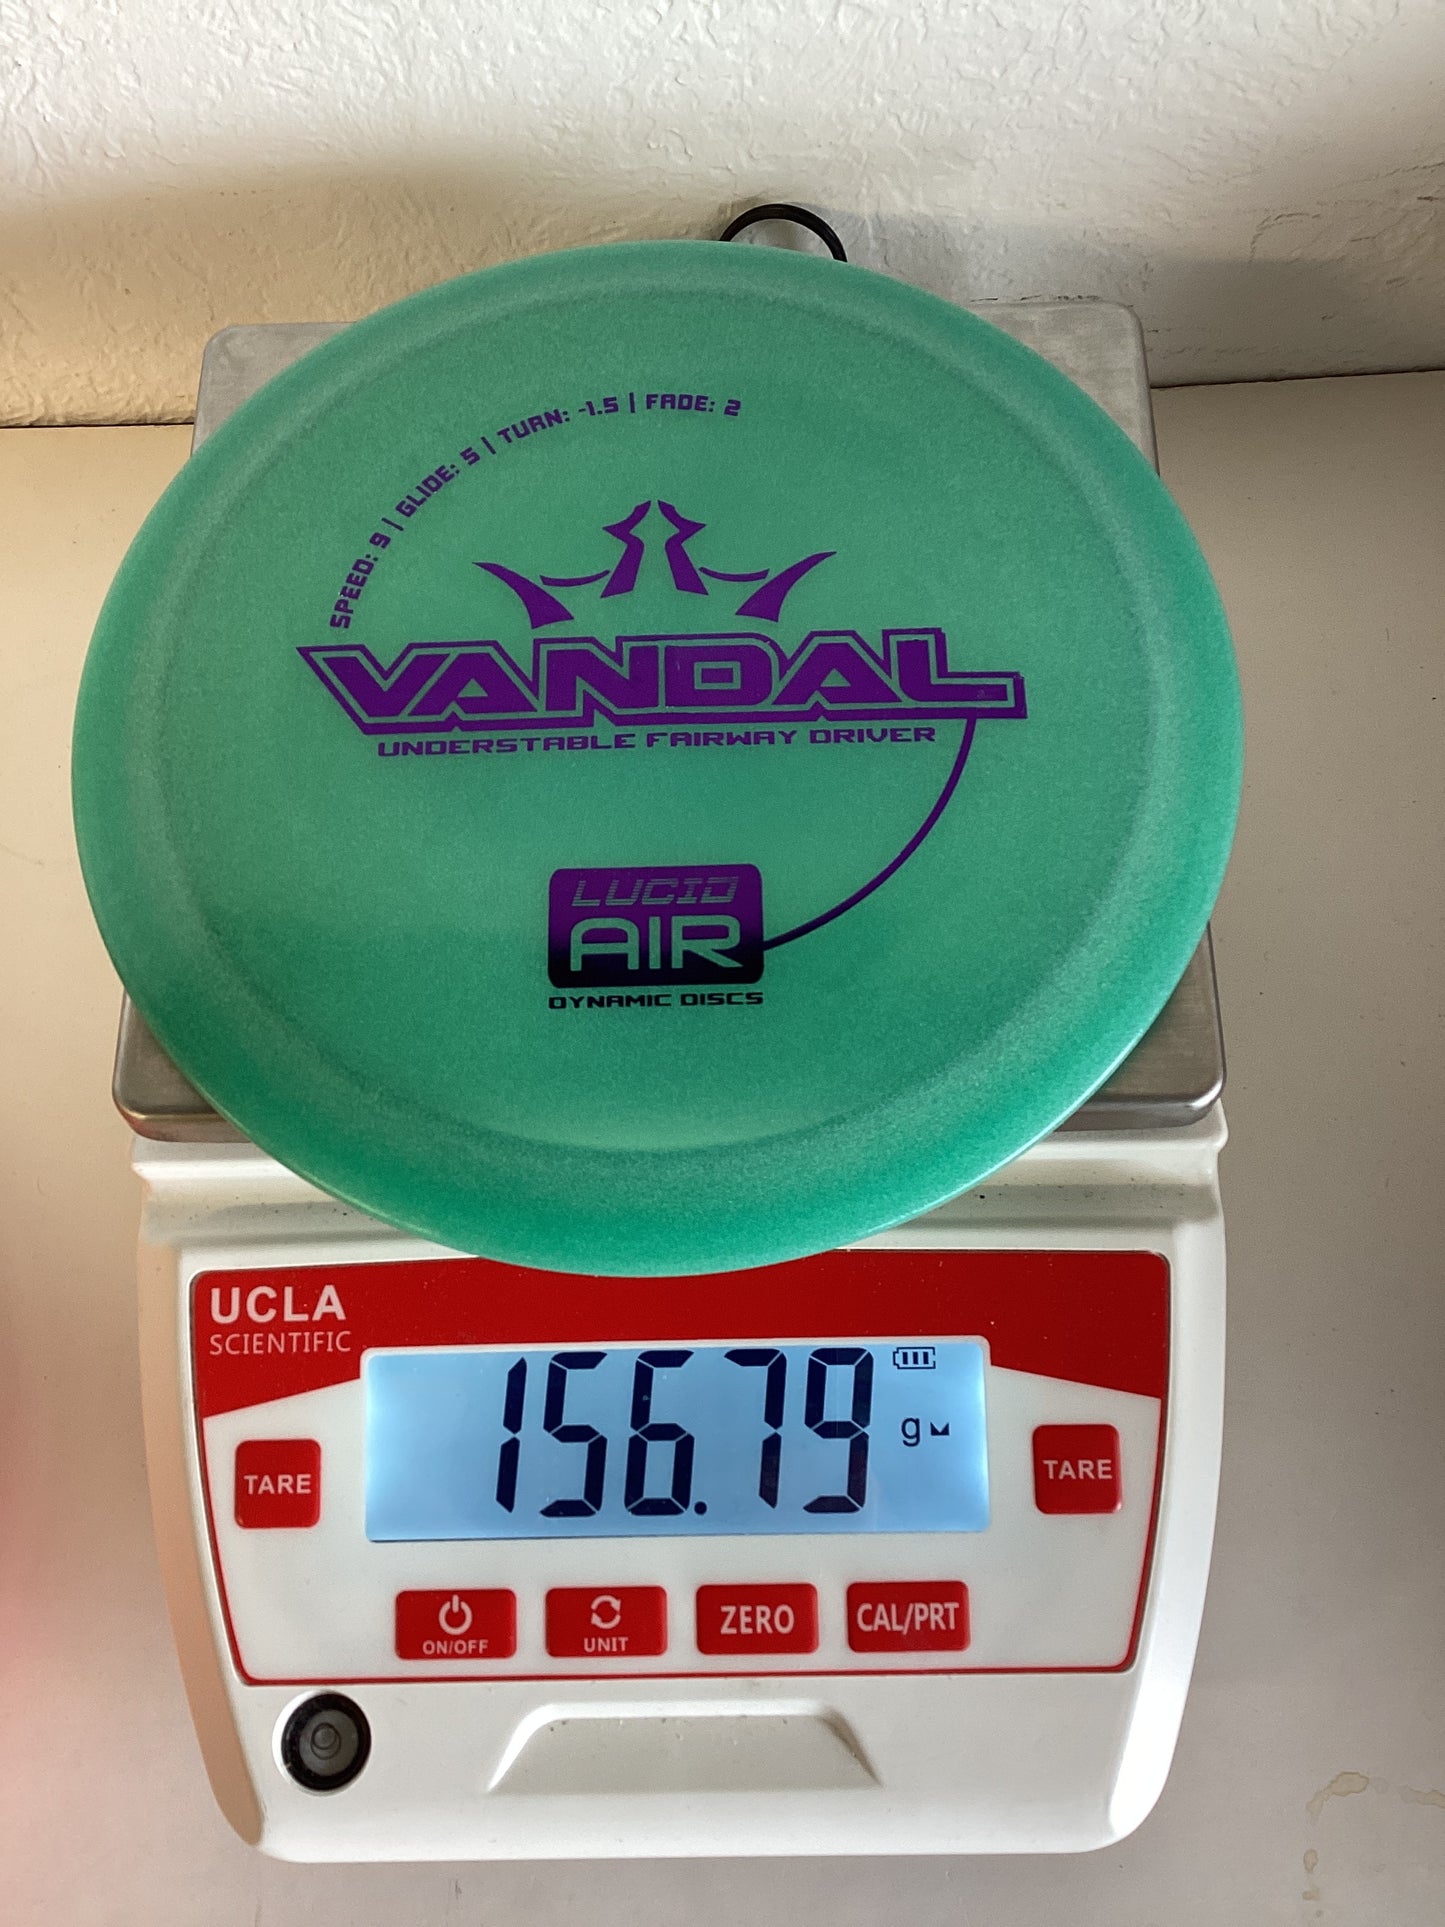 SPEED: 9 | GLIDE: 5 | TURN: -1.5 | FADE: 2
VANDAL
UNDERSTABLE FAIRWAY DRIVER
LUCID
AIR
DYNAMIC DISCS
UCLA
SCIENTIFIC
156.79
g
TARE
TARE
ON/OFF
UNIT
ZERO
CAL/PRT